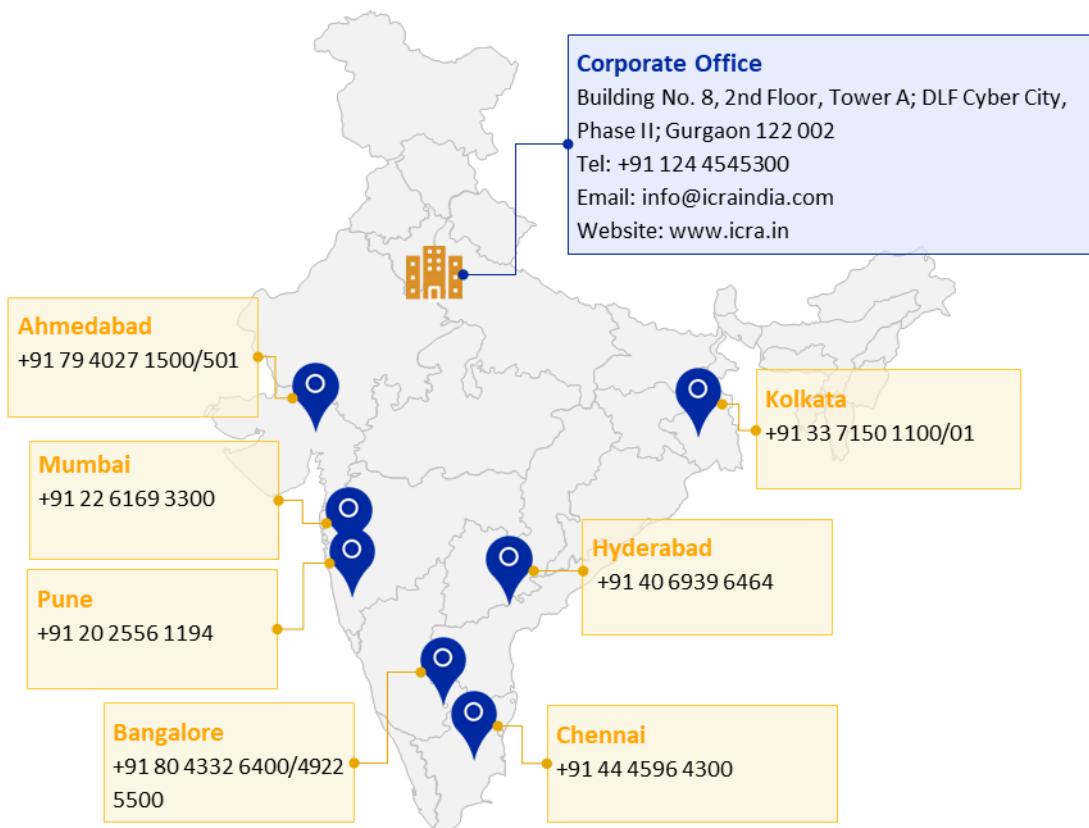 Corporate Office
Building No. 8, 2nd Floor, Tower A; DLF Cyber City,
Phase II; Gurgaon 122 002
Tel: +91 124 4545300
Email: info@icraindia.com
Website: www.icra.in
Ahmedabad
+91 79 4027 1500/501
Kolkata
+91 33 7150 1100/01
Mumbai
+91 22 6169 3300
Hyderabad
+91 40 6939 6464
Pune
+91 20 2556 1194
Bangalore
+91 80 4332 6400/4922
5500
Chennai
+91 44 4596 4300